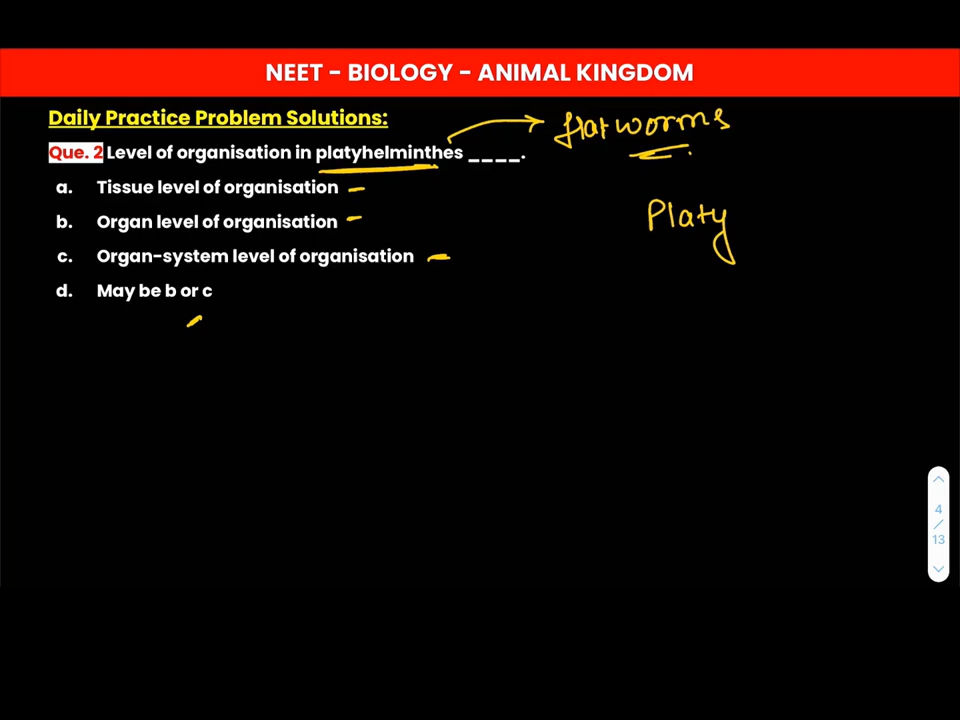 NEET - BIOLOGY - ANIMAL KINGDOM
Daily Practice Problem Solutions:
Que. 2 Level of organisation in platyhelminthes ____.
flatworms
a. Tissue level of organisation
b. Organ level of organisation
Platy
c. Organ-system level of organisation
d. May be b or c
4
/
13